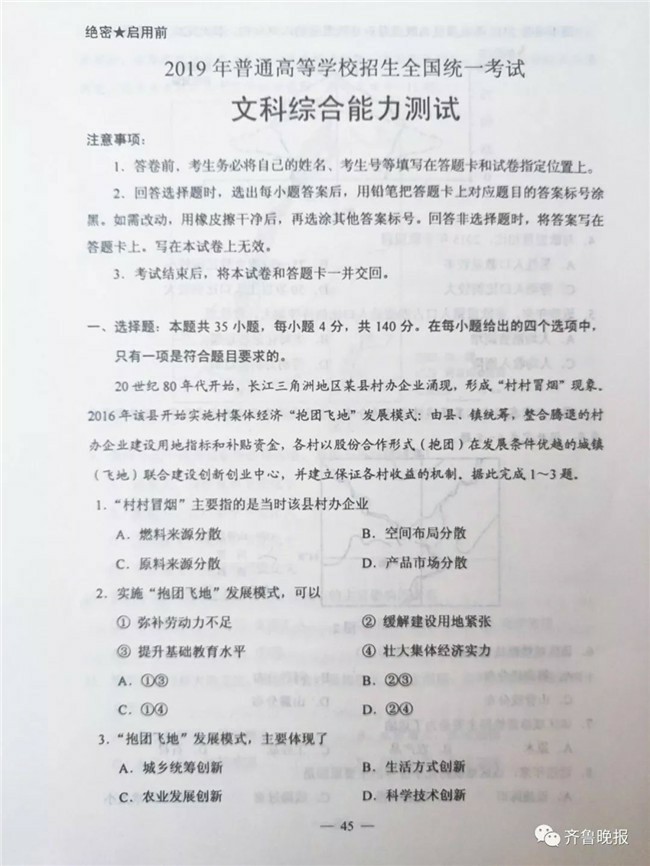 绝密★启用前
2019 年普通高等学校招生全国统一考试
文科综合能力测试
注意事项：
1．答卷前，考生务必将自己的姓名、考生号等填写在答题卡和试卷指定位置上。
2．回答选择题时，选出每小题答案后，用铅笔把答题卡上对应题目的答案标号涂
黑。如需改动，用橡皮擦干净后，再选涂其他答案标号。回答非选择题时，将答案写在
答题卡上。写在本试卷上无效。
3．考试结束后，将本试卷和答题卡一并交回。
一、选择题：本题共 35 小题，每小题 4 分，共 140 分。在每小题给出的四个选项中，
只有一项是符合题目要求的。
20 世纪 80 年代开始，长江三角洲地区某县村办企业涌现，形成“村村冒烟”现象。
2016 年该县开始实施村集体经济“抱团飞地”发展模式：由县、镇统筹，整合腾退的村
办企业建设用地指标和补贴资金，各村以股份合作形式（抱团）在发展条件优越的城镇
（飞地）联合建设创新创业中心，并建立保证各村收益的机制。据此完成 1～3 题。
1．“村村冒烟”主要指的是当时该县村办企业
A．燃料来源分散 B．空间布局分散
C．原料来源分散 D．产品市场分散
2．实施“抱团飞地”发展模式，可以
① 弥补劳动力不足 ② 缓解建设用地紧张
③ 提升基础教育水平 ④ 壮大集体经济实力
A．①③ B．②③
C．①④ D．②④
3．“抱团飞地”发展模式，主要体现了
A．城乡统筹创新 B．生活方式创新
C．农业发展创新 D．科学技术创新
— 45 —
齐鲁晚报